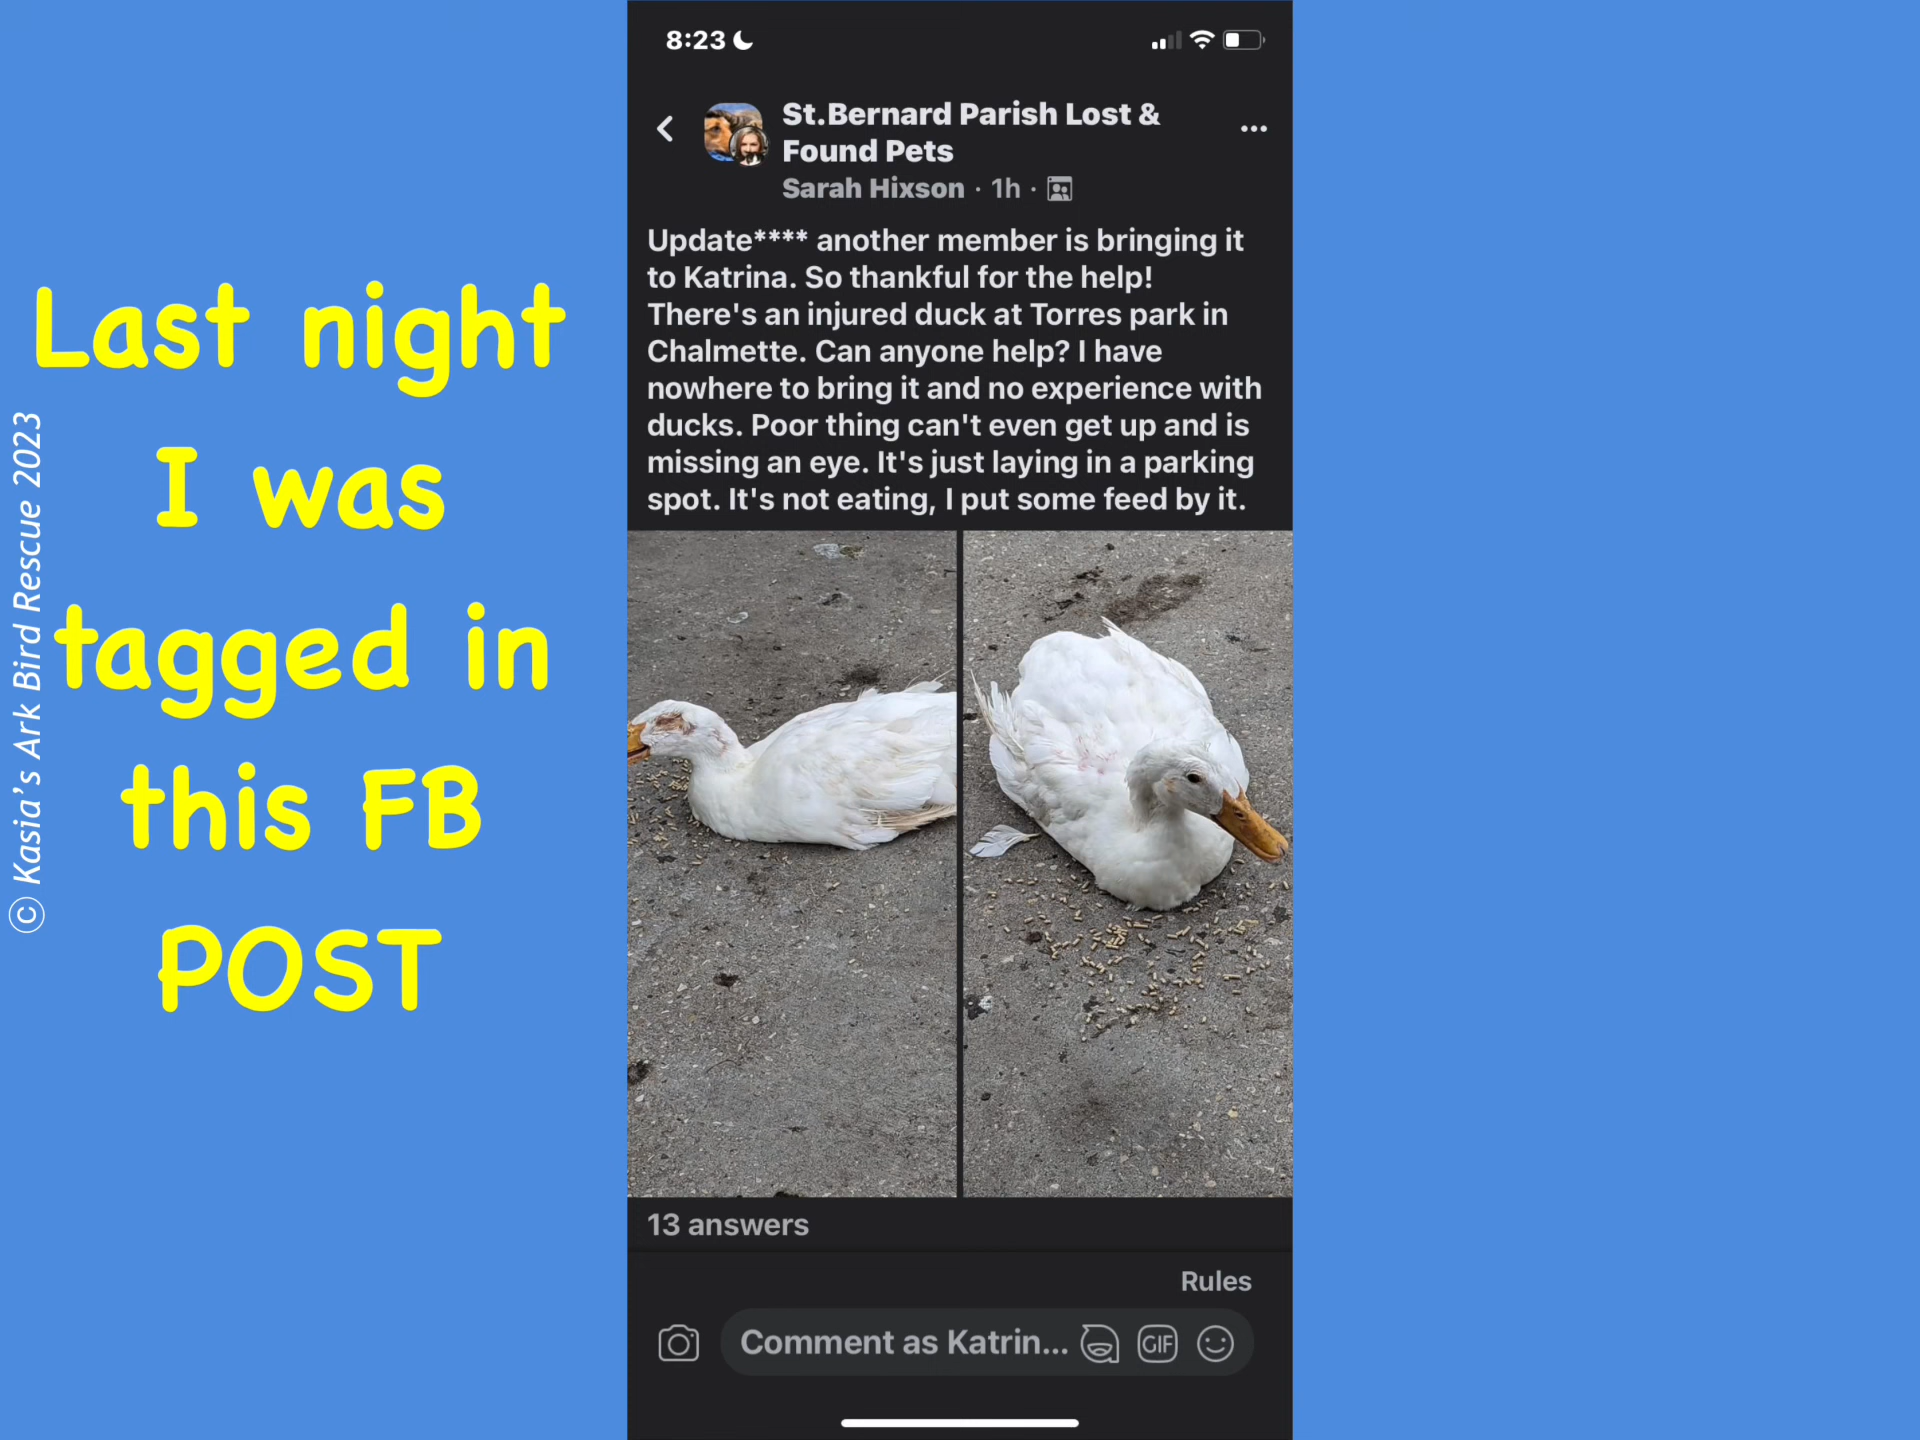 Last night
I was
tagged in
this FB
POST
© Kasia's Ark Bird Rescue 2023
8:23
St.Bernard Parish Lost &
Found Pets
Sarah Hixson · 1h ·
Update**** another member is bringing it
to Katrina. So thankful for the help!
There's an injured duck at Torres park in
Chalmette. Can anyone help? I have
nowhere to bring it and no experience with
ducks. Poor thing can't even get up and is
missing an eye. It's just laying in a parking
spot. It's not eating, I put some feed by it.
13 answers
Rules
Comment as Katrin...
GIF